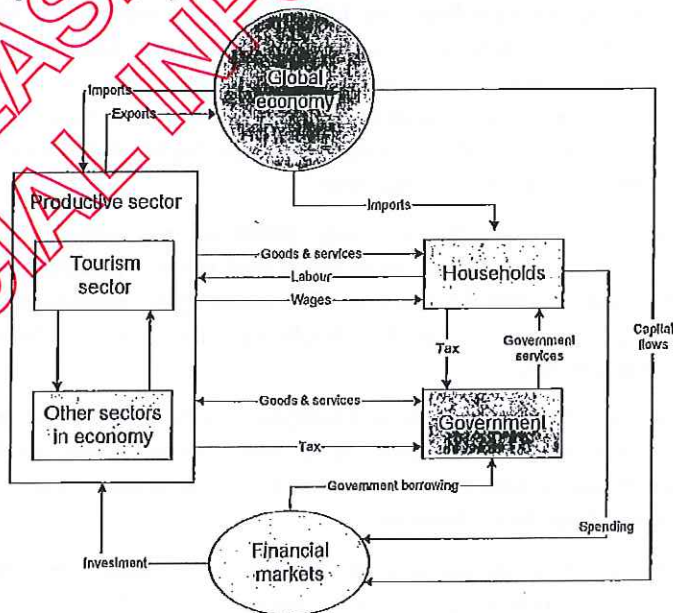 Global
economy
Imports
Exports
Productive sector
Imports
Tourism
sector
Goods & services
Labour
Wages
Households
Capital
flows
Tax
Government
services
Other sectors
in economy
Goods & services
Government
Tax
Government borrowing
Spending
Investment
Financial
markets